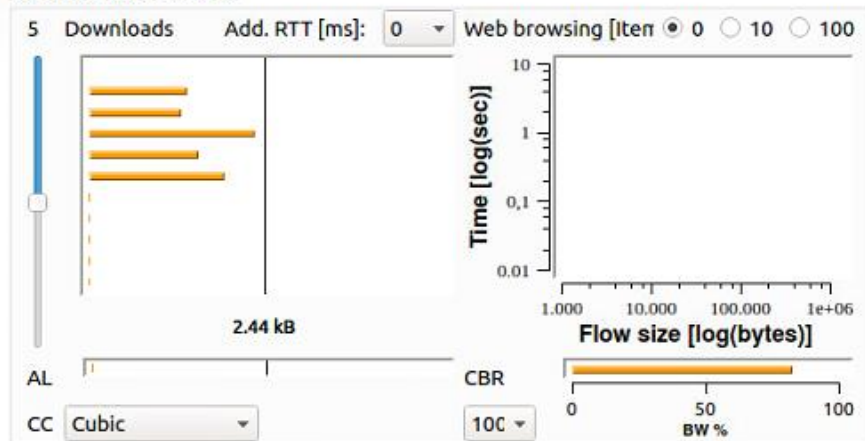 5 Downloads Add. RTT [ms]: 0 Web browsing [Iten 0 10 100
10
1
0,1
0.01
Time [log(sec)]
1.000 10.000 100.000 1e+06
Flow size [log(bytes)]
2.44 kB
AL
CBR
0 50 100
BW %
CC Cubic
100